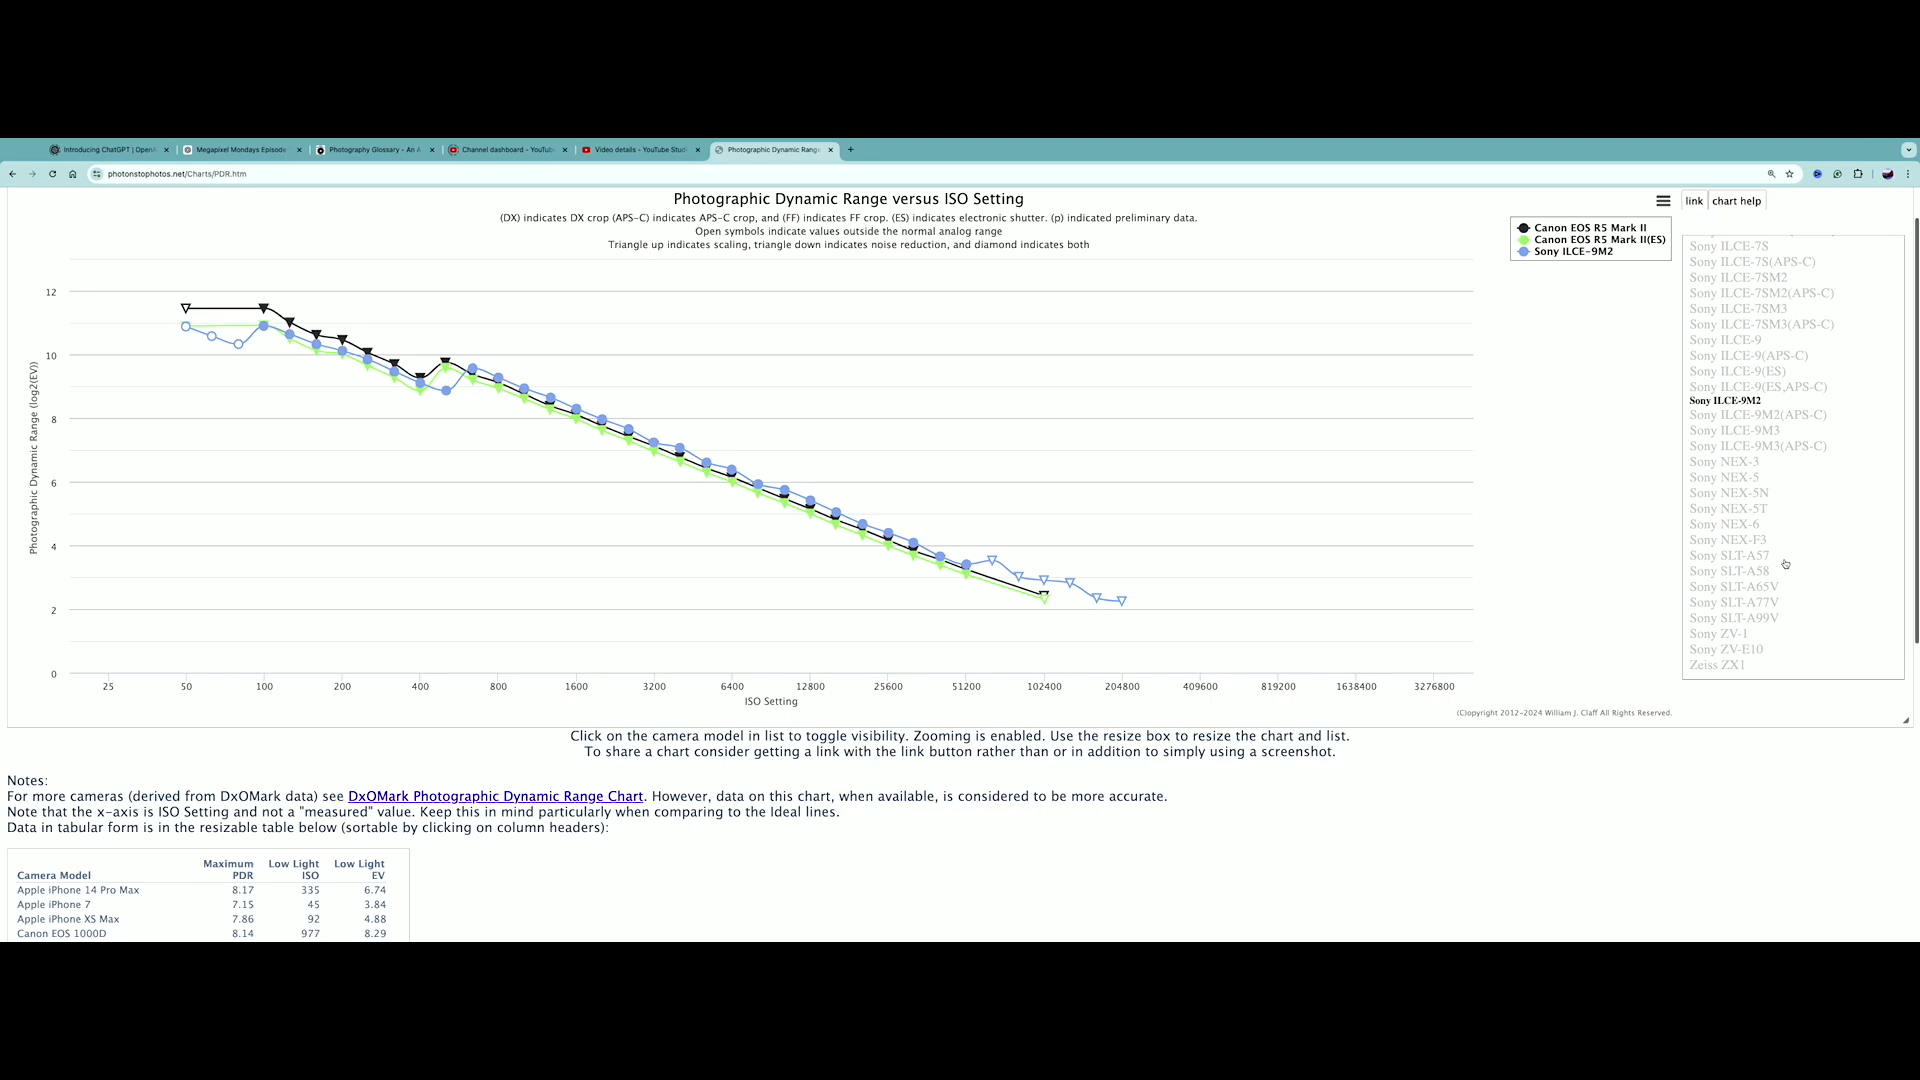 Introducing ChatGPT | OpenA
Megapixel Mondays Episode
Photography Glossary - An A
Channel dashboard - YouTube
Video details - YouTube Studi
Photographic Dynamic Range
photonstophotos.net/Charts/PDR.htm
Photographic Dynamic Range versus ISO Setting
(DX) indicates DX crop (APS-C) indicates APS-C crop, and (FF) indicates FF crop. (ES) indicates electronic shutter. (p) indicated preliminary data.
Open symbols indicate values outside the normal analog range
Triangle up indicates scaling, triangle down indicates noise reduction, and diamond indicates both
link
chart help
Canon EOS R5 Mark II
Canon EOS R5 Mark II(ES)
Sony ILCE-9M2
Photographic Dynamic Range (log2(EV))
12
10
8
6
4
2
0
25 50 100 200 400 800 1600 3200 6400 12800 25600 51200 102400 204800 409600 819200 1638400 3276800
ISO Setting
(C)opyright 2012-2024 William J. Claff All Rights Reserved.
Sony ILCE-7S
Sony ILCE-7S(APS-C)
Sony ILCE-7SM2
Sony ILCE-7SM2(APS-C)
Sony ILCE-7SM3
Sony ILCE-7SM3(APS-C)
Sony ILCE-9
Sony ILCE-9(APS-C)
Sony ILCE-9(ES)
Sony ILCE-9(ES,APS-C)
Sony ILCE-9M2
Sony ILCE-9M2(APS-C)
Sony ILCE-9M3
Sony ILCE-9M3(APS-C)
Sony NEX-3
Sony NEX-5
Sony NEX-5N
Sony NEX-5T
Sony NEX-6
Sony NEX-F3
Sony SLT-A57
Sony SLT-A58
Sony SLT-A65V
Sony SLT-A77V
Sony SLT-A99V
Sony ZV-1
Sony ZV-E10
Zeiss ZX1
Click on the camera model in list to toggle visibility. Zooming is enabled. Use the resize box to resize the chart and list.
To share a chart consider getting a link with the link button rather than or in addition to simply using a screenshot.
Notes:
For more cameras (derived from DxOMark data) see DxOMark Photographic Dynamic Range Chart. However, data on this chart, when available, is considered to be more accurate.
Note that the x-axis is ISO Setting and not a "measured" value. Keep this in mind particularly when comparing to the Ideal lines.
Data in tabular form is in the resizable table below (sortable by clicking on column headers):
Maximum Low Light Low Light
Camera Model PDR ISO EV
Apple iPhone 14 Pro Max 8.17 335 6.74
Apple iPhone 7 7.15 45 3.84
Apple iPhone XS Max 7.86 92 4.88
Canon EOS 1000D 8.14 977 8.29